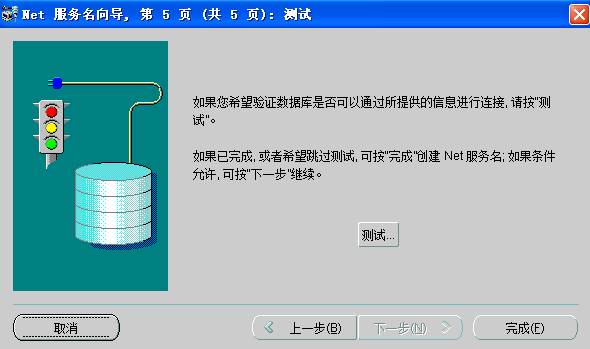 Net 服务名向导, 第 5 页 (共 5 页): 测试
如果您希望验证数据库是否可以通过所提供的信息进行连接, 请按"测
试"。
如果已完成, 或者希望跳过测试, 可按"完成"创建 Net 服务名; 如果条件
允许, 可按"下一步"继续。
测试...
取消
上一步(B)
下一步(N)
完成(F)